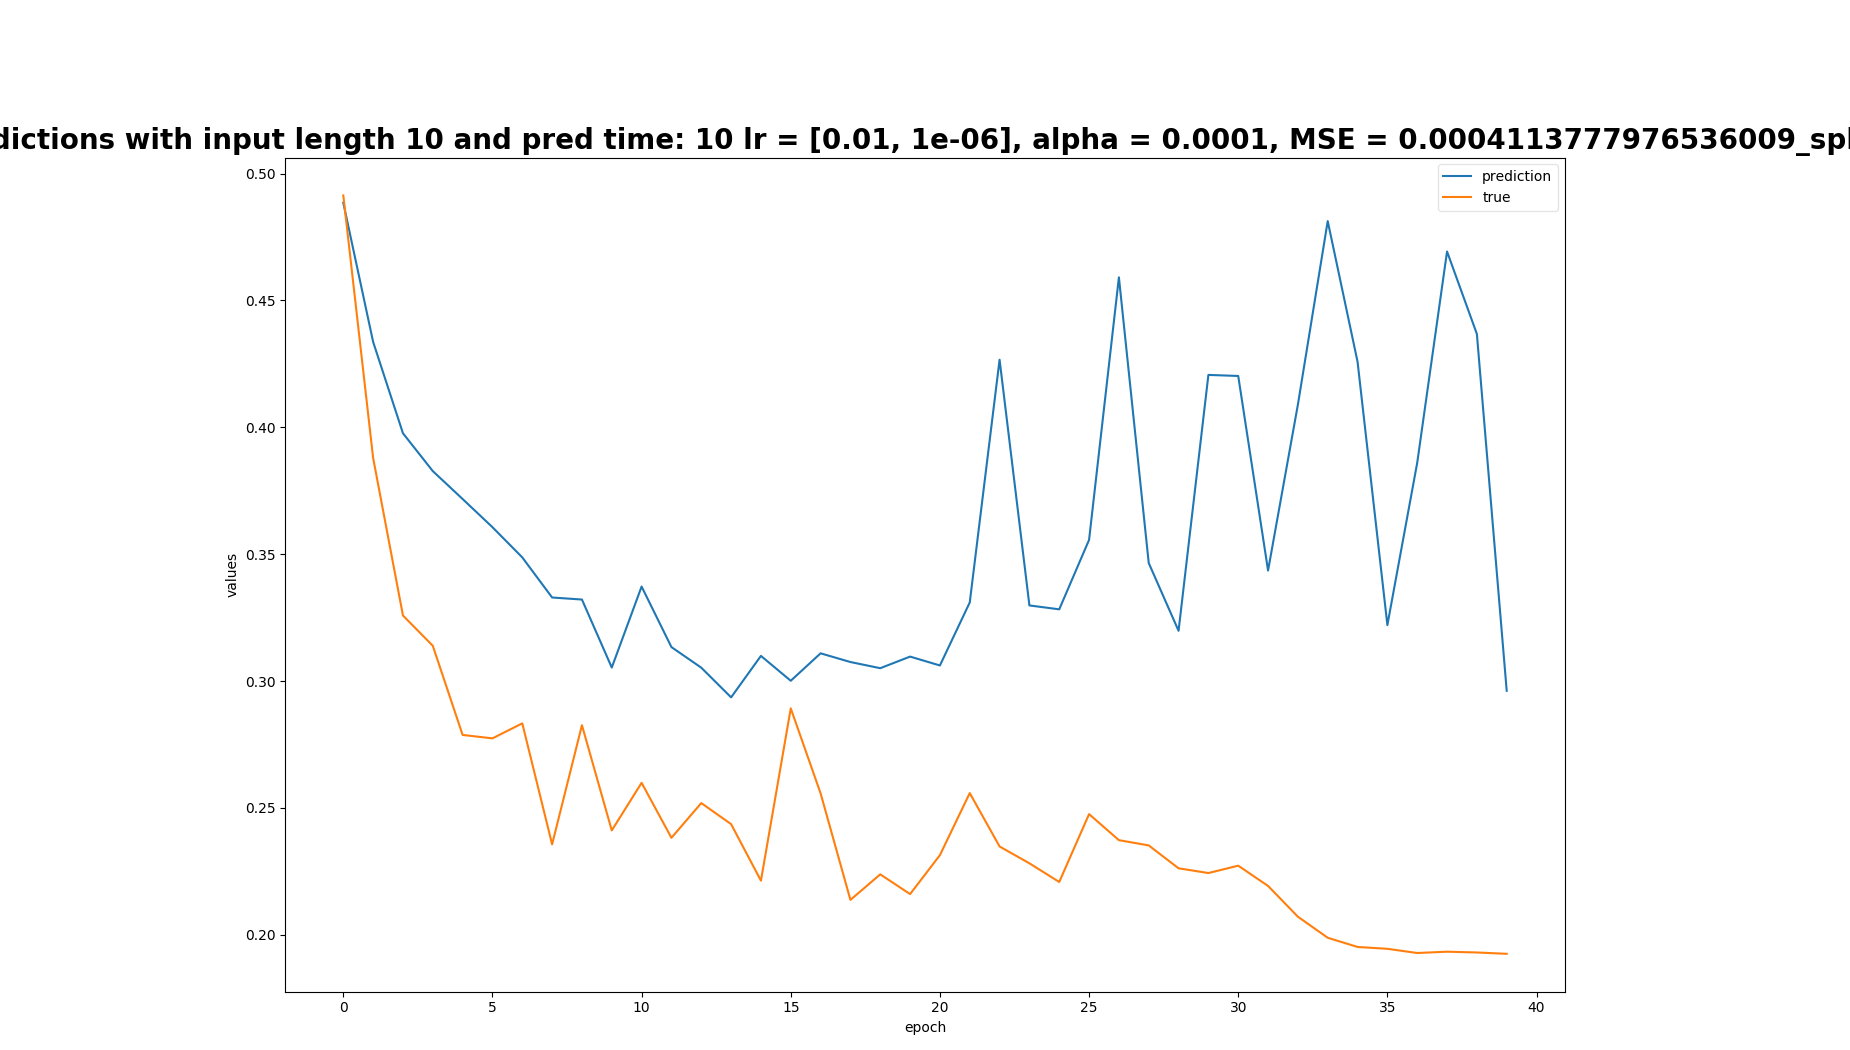 dictions with input length 10 and pred time: 10 lr = [0.01, 1e-06], alpha = 0.0001, MSE = 0.0004113777976536009_spl
prediction
true
0.50
0.45
0.40
0.35
0.30
0.25
0.20
values
0 5 10 15 20 25 30 35 40
epoch